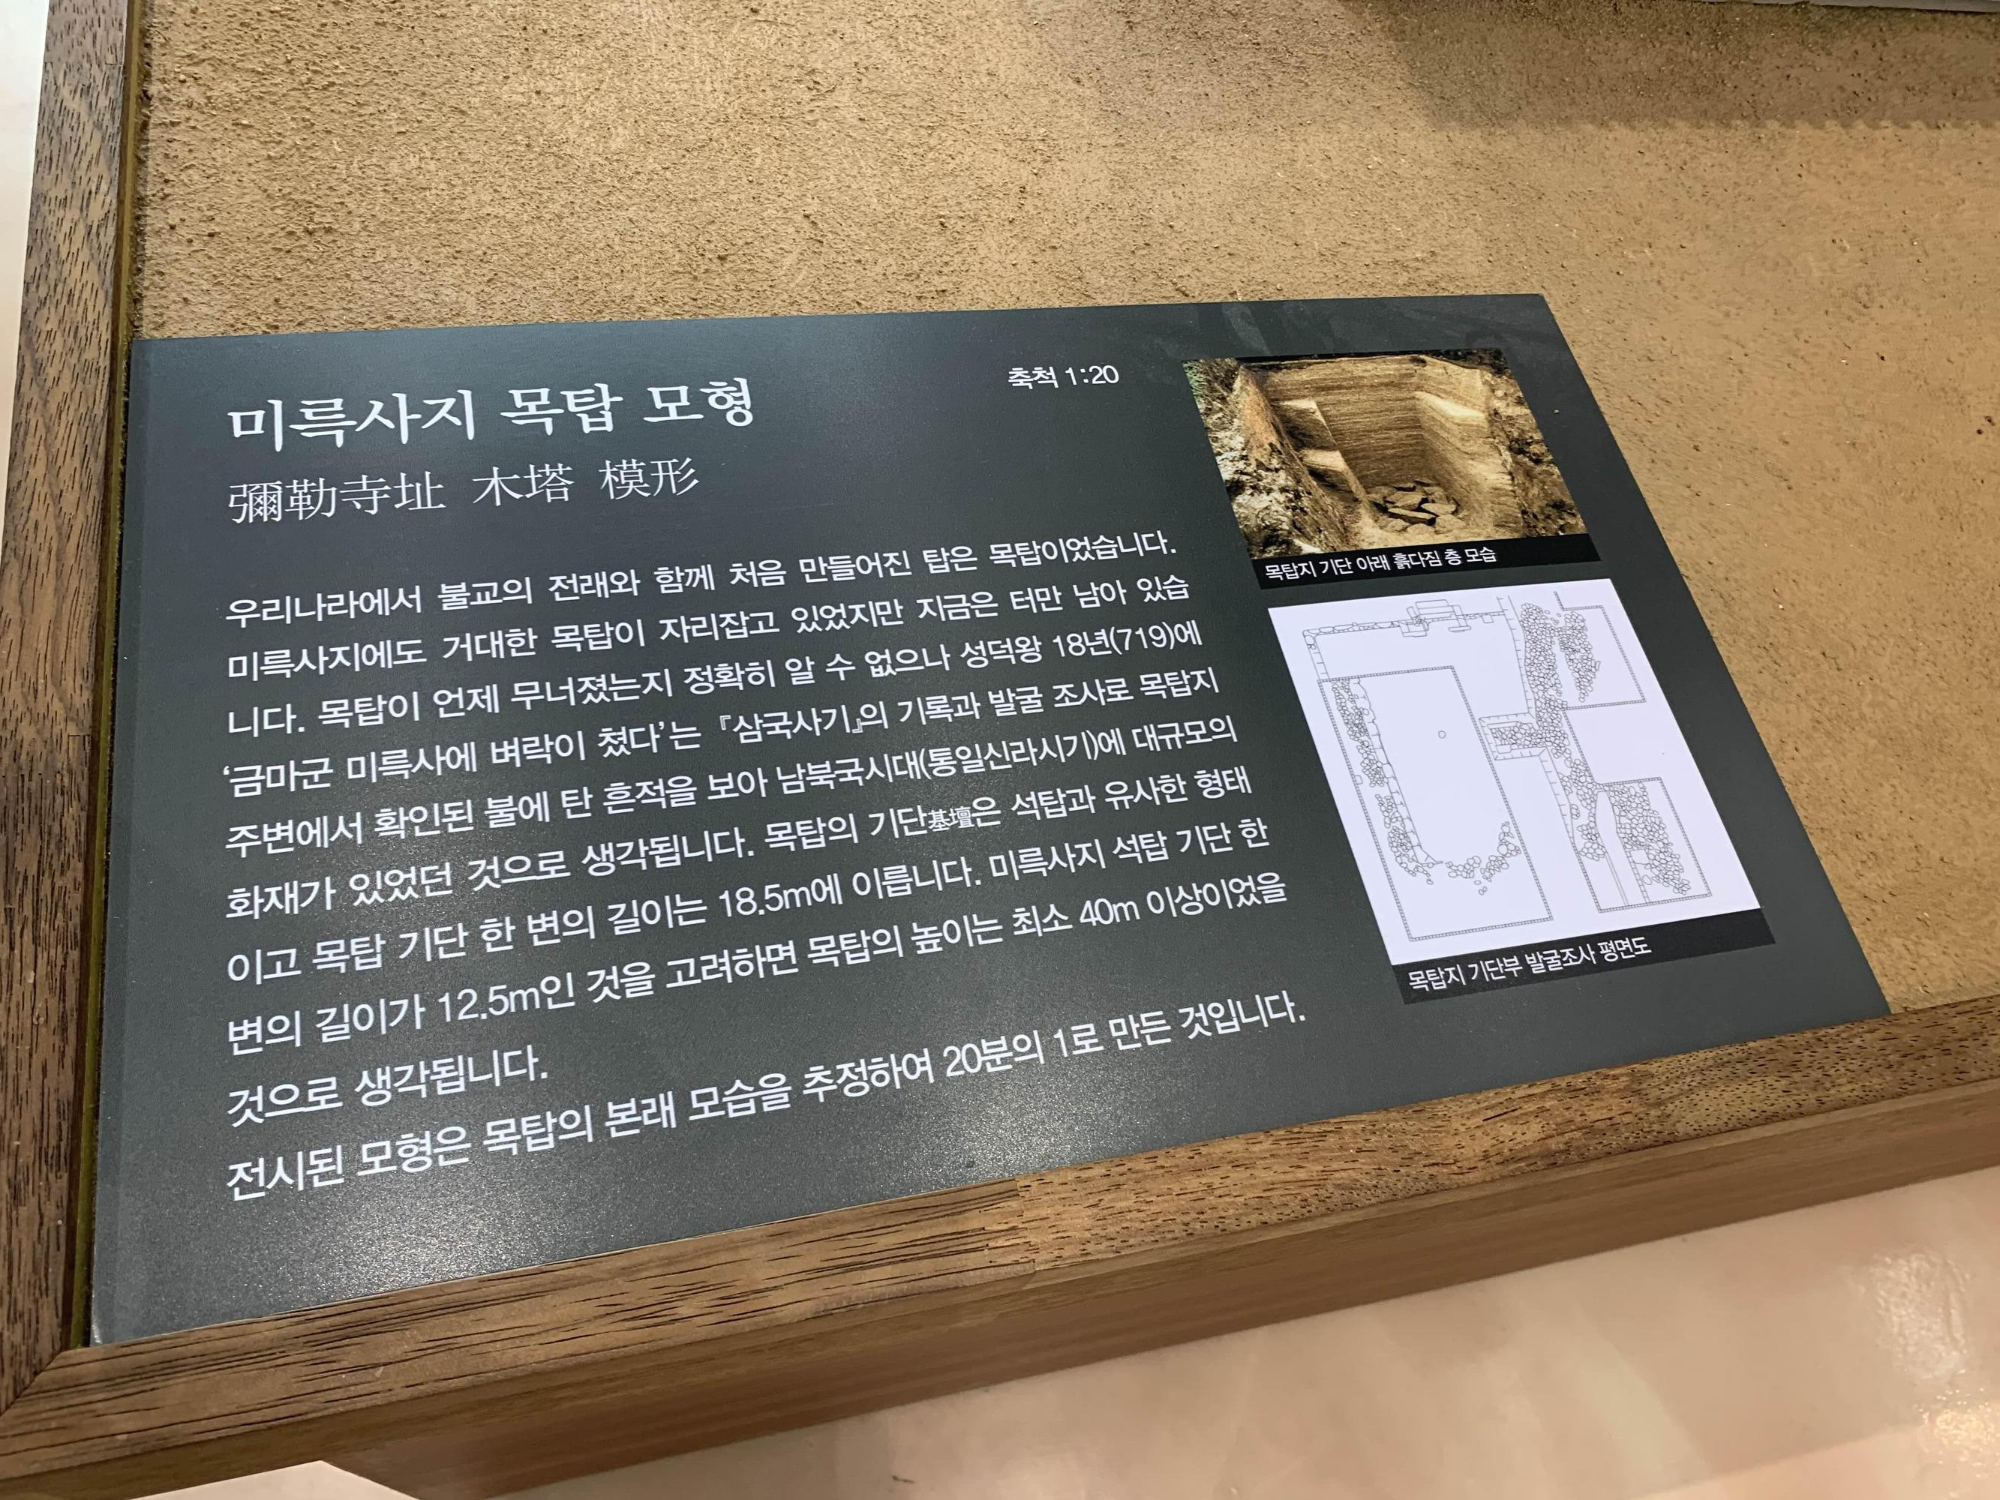 미륵사지 목탑 모형
축척 1:20
彌勒寺址 木塔 模形
우리나라에서 불교의 전래와 함께 처음 만들어진 탑은 목탑이었습니다.
미륵사지에도 거대한 목탑이 자리잡고 있었지만 지금은 터만 남아 있습
니다. 목탑이 언제 무너졌는지 정확히 알 수 없으나 성덕왕 18년(719)에
‘금마군 미륵사에 벼락이 쳤다’는 『삼국사기』의 기록과 발굴 조사로 목탑지
주변에서 확인된 불에 탄 흔적을 보아 남북국시대(통일신라시기)에 대규모의
화재가 있었던 것으로 생각됩니다. 목탑의 기단基壇은 석탑과 유사한 형태
이고 목탑 기단 한 변의 길이는 18.5m에 이릅니다. 미륵사지 석탑 기단 한
변의 길이가 12.5m인 것을 고려하면 목탑의 높이는 최소 40m 이상이었을
것으로 생각됩니다.
전시된 모형은 목탑의 본래 모습을 추정하여 20분의 1로 만든 것입니다.
목탑지 기단 아래 흙다짐 층 모습
목탑지 기단부 발굴조사 평면도